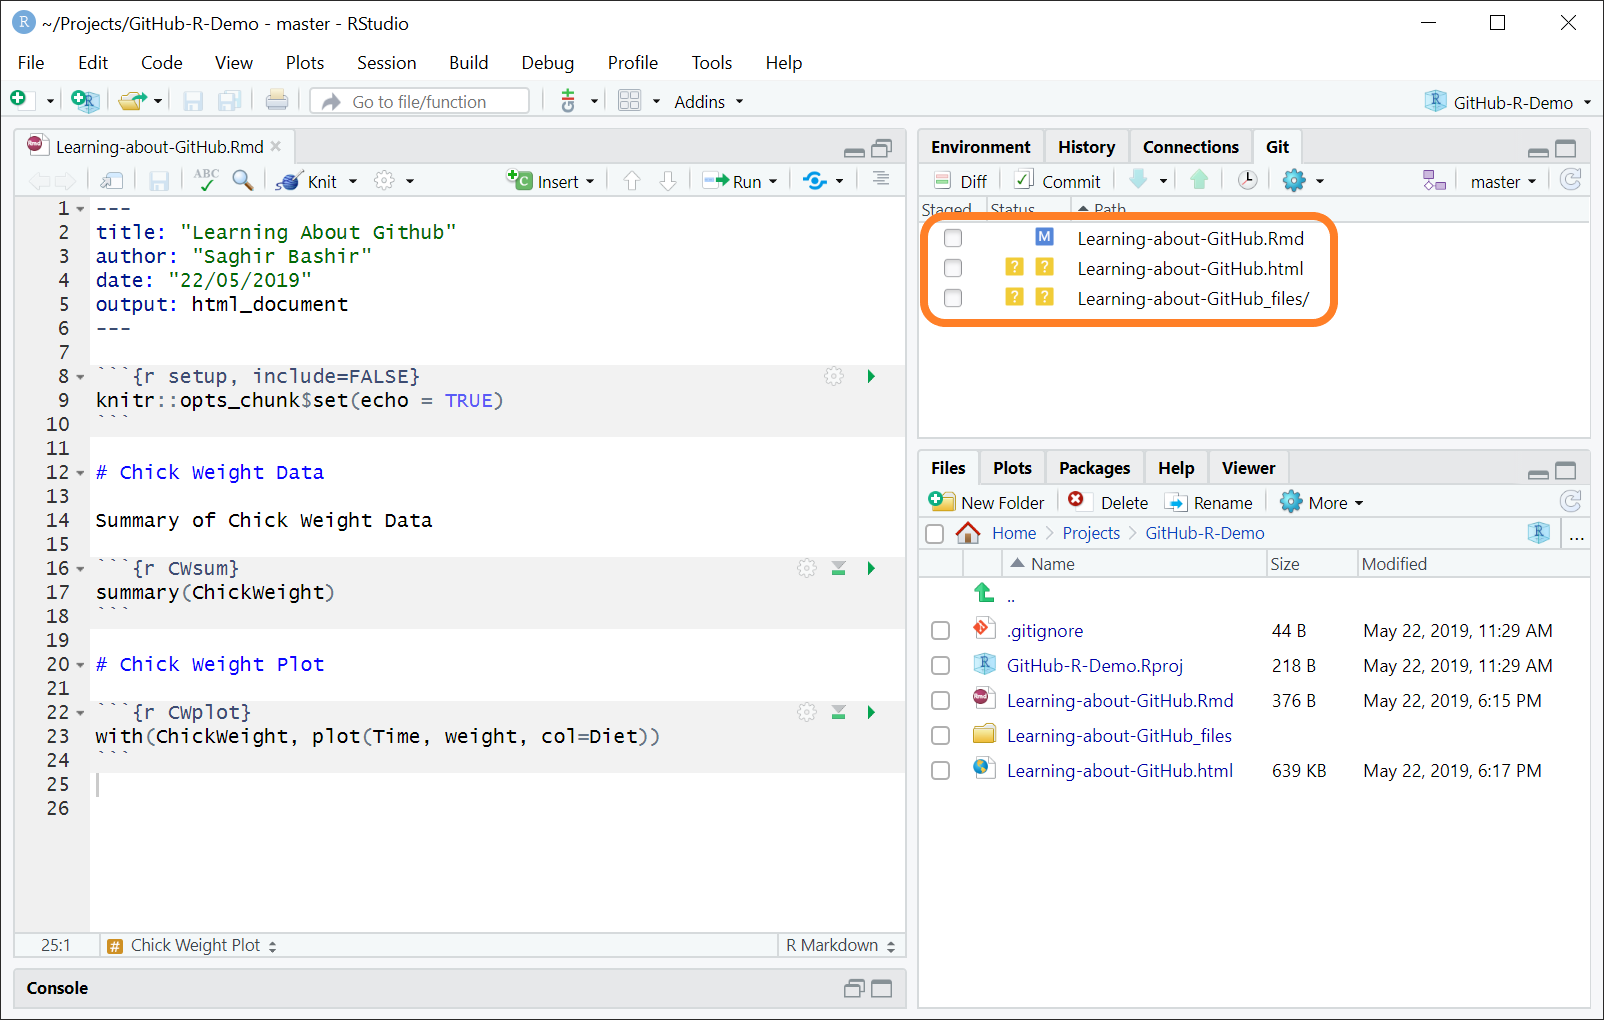 ~/Projects/GitHub-R-Demo - master - RStudio
File Edit Code View Plots Session Build Debug Profile Tools Help
Go to file/function Addins GitHub-R-Demo
Learning-about-GitHub.Rmd
ABC Knit Insert Run
1 ---
2 title: "Learning About Github"
3 author: "Saghir Bashir"
4 date: "22/05/2019"
5 output: html_document
6 ---
7
8 ```{r setup, include=FALSE}
9 knitr::opts_chunk$set(echo = TRUE)
10 ```
11
12 # Chick Weight Data
13
14 Summary of Chick Weight Data
15
16 ```{r CWsum}
17 summary(ChickWeight)
18 ```
19
20 # Chick Weight Plot
21
22 ```{r CWplot}
23 with(ChickWeight, plot(Time, weight, col=Diet))
24 ```
25
26
25:1 # Chick Weight Plot R Markdown
Console
Environment History Connections Git
Diff Commit master
Staged Status Path
M Learning-about-GitHub.Rmd
? ? Learning-about-GitHub.html
? ? Learning-about-GitHub_files/
Files Plots Packages Help Viewer
New Folder Delete Rename More
Home Projects GitHub-R-Demo ...
Name Size Modified
..
.gitignore 44 B May 22, 2019, 11:29 AM
GitHub-R-Demo.Rproj 218 B May 22, 2019, 11:29 AM
Learning-about-GitHub.Rmd 376 B May 22, 2019, 6:15 PM
Learning-about-GitHub_files
Learning-about-GitHub.html 639 KB May 22, 2019, 6:17 PM